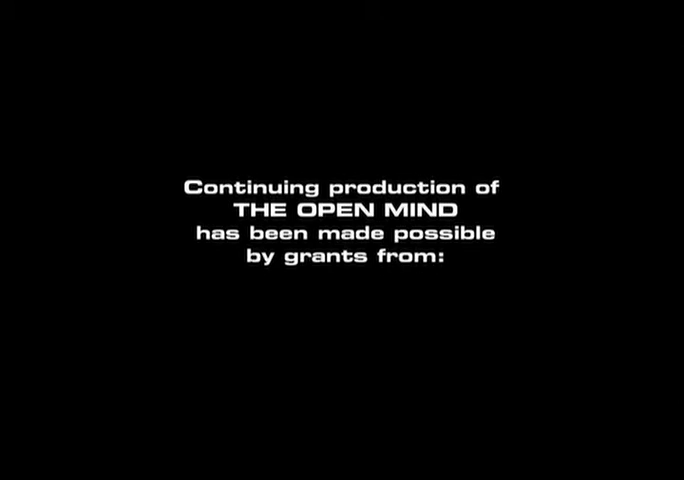 Continuing production of
THE OPEN MIND
has been made possible
by grants from: